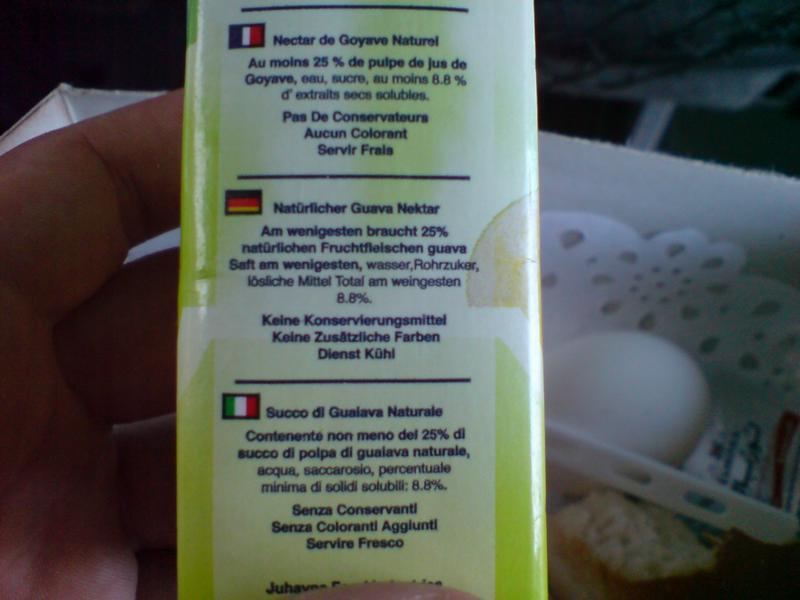 Nectar de Goyave Naturel
Au moins 25 % de pulpe de jus de
Goyave, eau, sucre, au moins 8.8 %
d' extraits secs solubles.
Pas De Conservateurs
Aucun Colorant
Servir Frais
Natürlicher Guava Nektar
Am wenigesten braucht 25%
natürlichen Fruchtfleischen guava
Saft am wenigesten, wasser,Rohrzuker,
lösliche Mittel Total am weingesten
8.8%.
Keine Konservierungsmittel
Keine Zusätzliche Farben
Dienst Kühl
Succo di Guaiava Naturale
Contenente non meno del 25% di
succo di polpa di guaiava naturale,
acqua, saccarosio, percentuale
minima di solidi solubili: 8.8%.
Senza Conservanti
Senza Coloranti Aggiunti
Servire Fresco
Juhayna